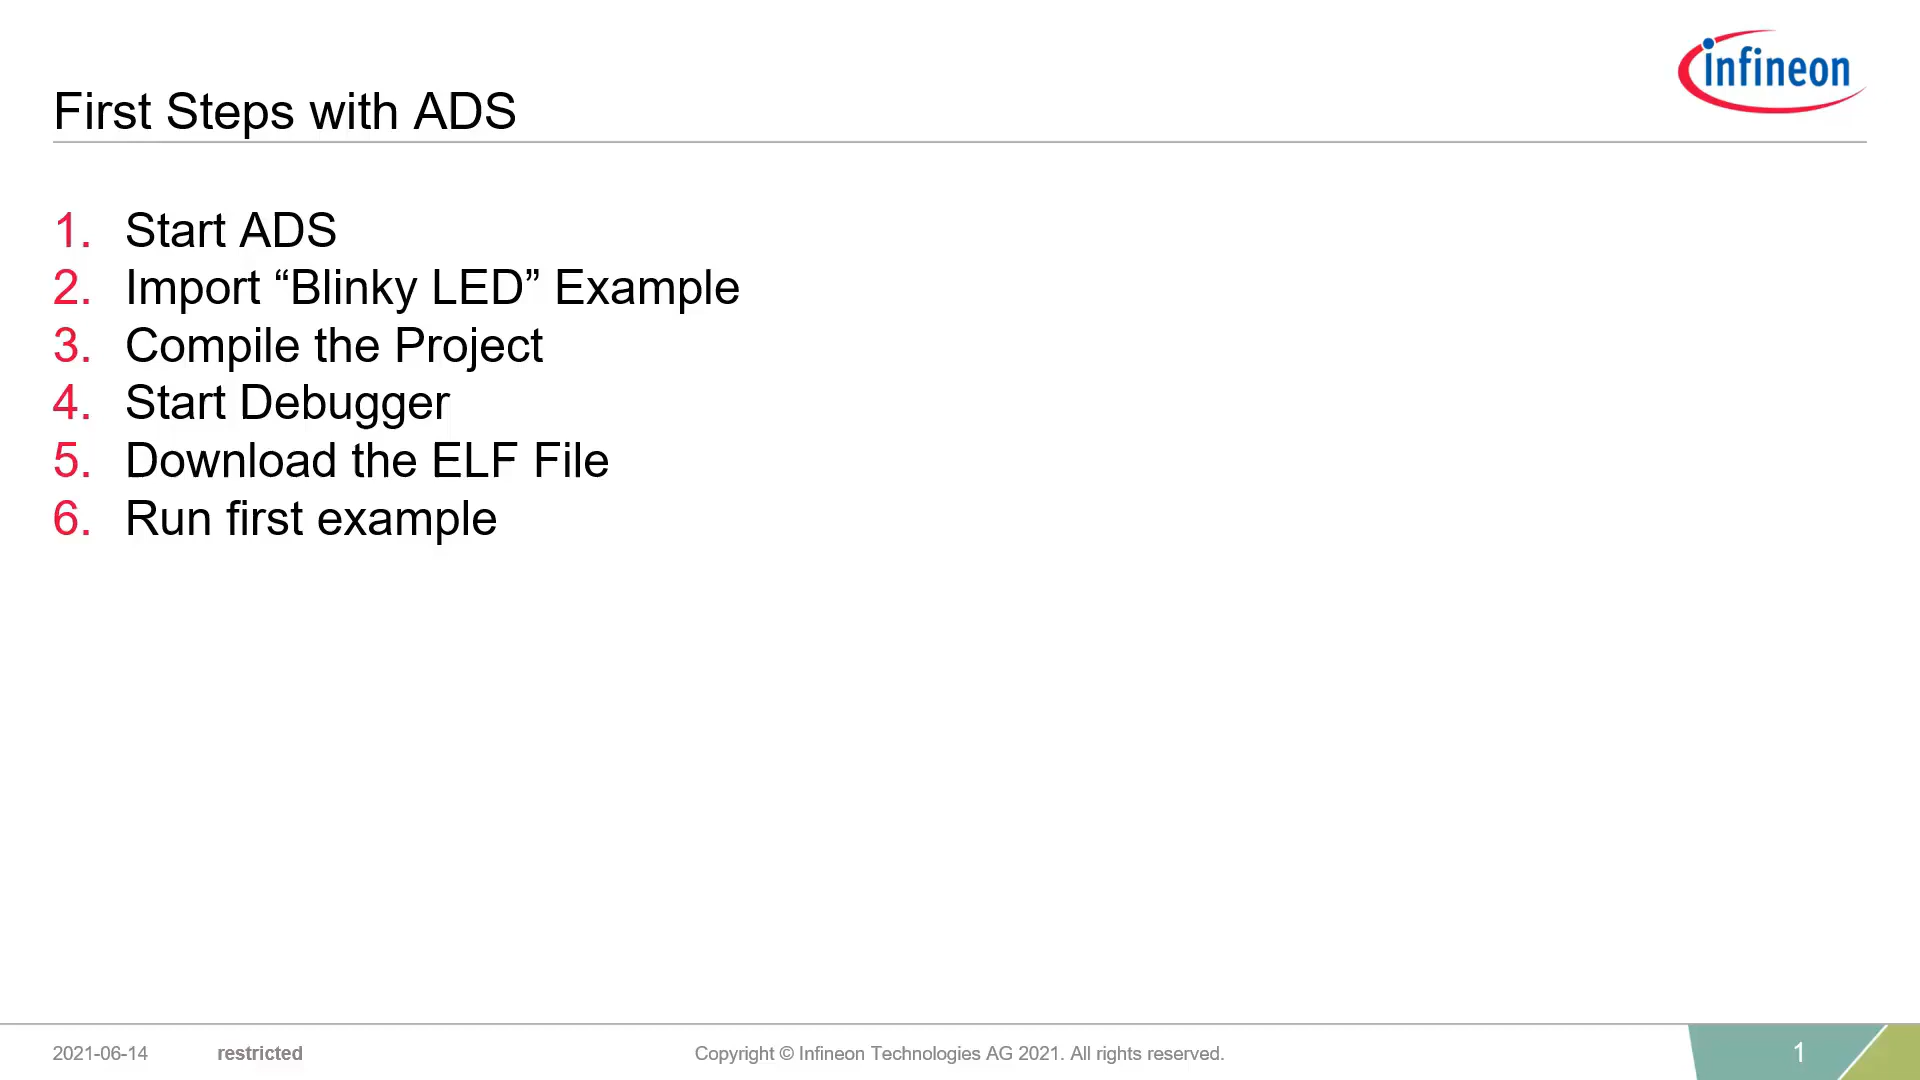 infineon
First Steps with ADS
1. Start ADS
2. Import “Blinky LED” Example
3. Compile the Project
4. Start Debugger
5. Download the ELF File
6. Run first example
2021-06-14 restricted Copyright © Infineon Technologies AG 2021. All rights reserved. 1